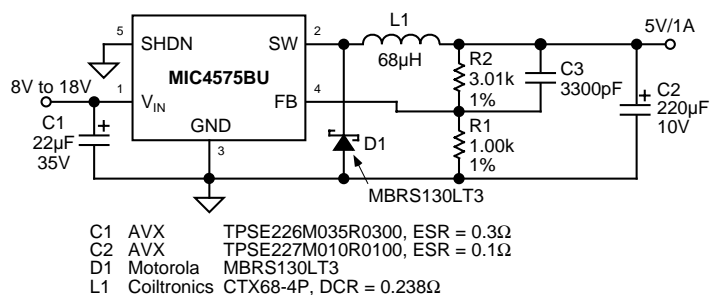 L1
5V/1A
5
SHDN
SW
2
68µH
R2
3.01k
1%
C3
3300pF
MIC4575BU
8V to 18V
1
VIN
FB
4
C2
220µF
10V
C1
22µF
35V
GND
3
D1
R1
1.00k
1%
MBRS130LT3
C1 AVX TPSE226M035R0300, ESR = 0.3Ω
C2 AVX TPSE227M010R0100, ESR = 0.1Ω
D1 Motorola MBRS130LT3
L1 Coiltronics CTX68-4P, DCR = 0.238Ω